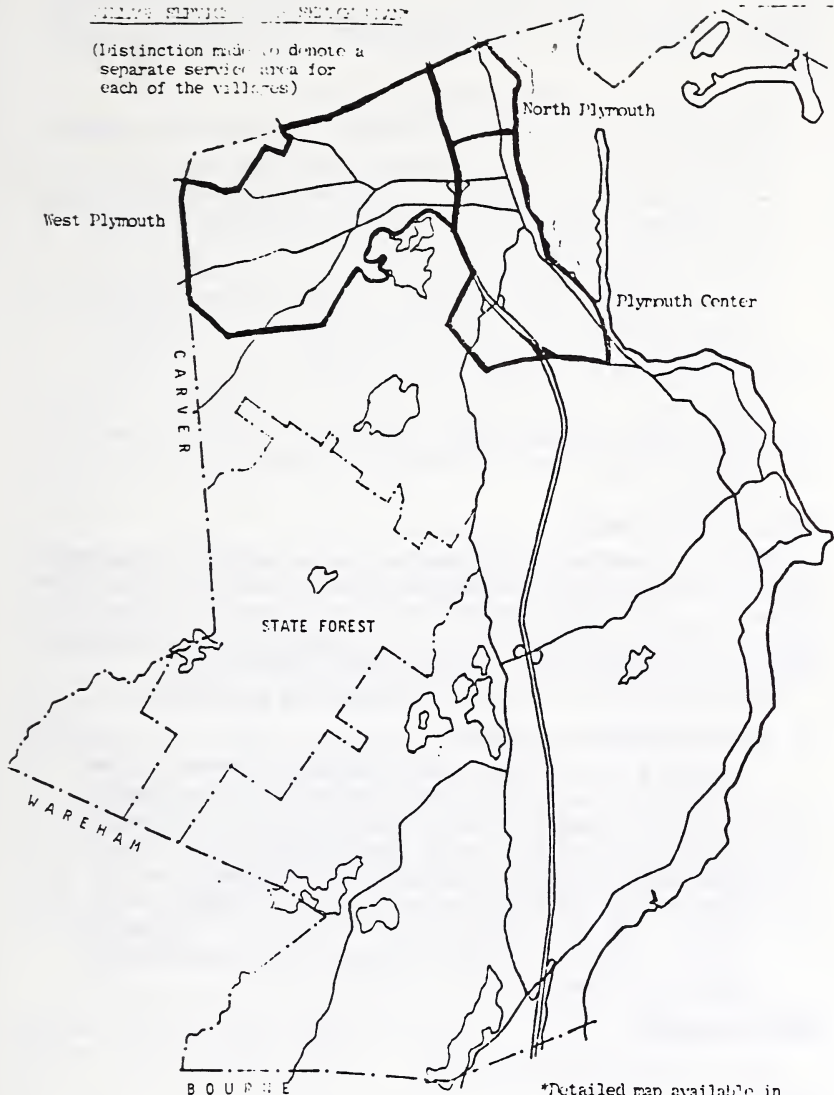 (Distinction made to denote a
separate service area for
each of the villages)
North Plymouth
West Plymouth
Plymouth Center
CARVER
STATE FOREST
WAREHAM
BOURNE
*Detailed map available in